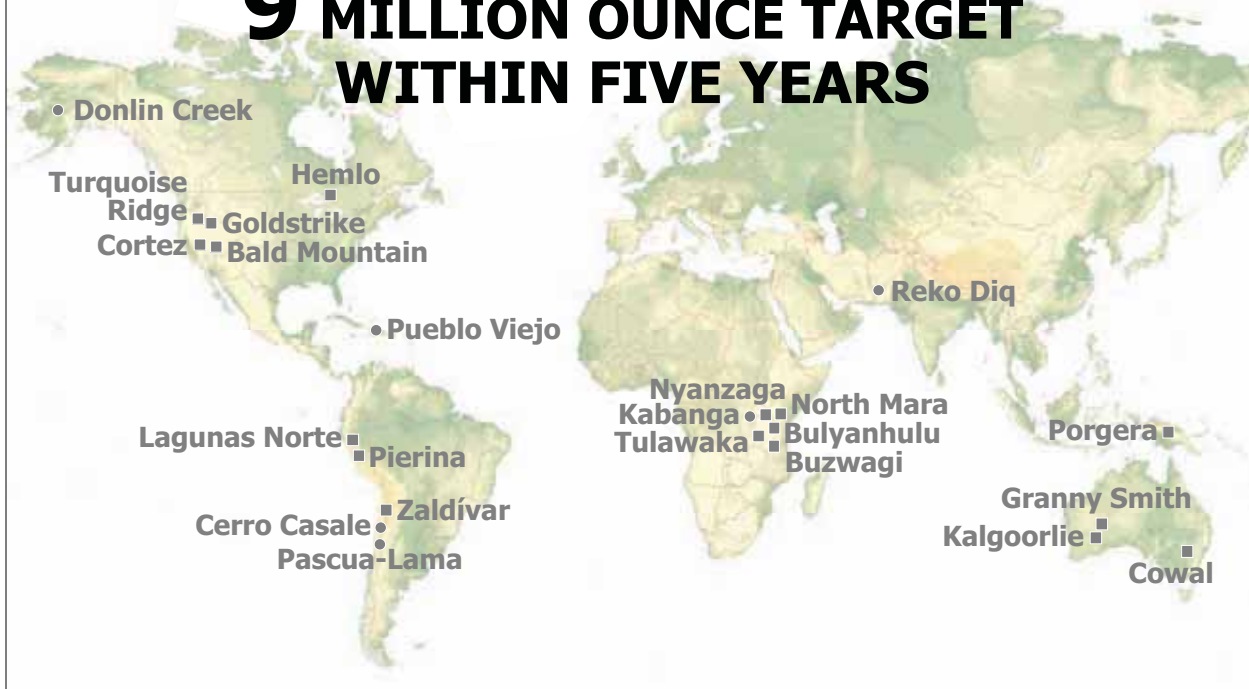 9 MILLION OUNCE TARGET
WITHIN FIVE YEARS
Donlin Creek
Hemlo
Turquoise
Ridge
Goldstrike
Cortez
Bald Mountain
Reko Diq
Pueblo Viejo
Nyanzaga
Kabanga
North Mara
Tulawaka
Bulyanhulu
Buzwagi
Lagunas Norte
Pierina
Porgera
Zaldívar
Cerro Casale
Pascua-Lama
Granny Smith
Kalgoorlie
Cowal